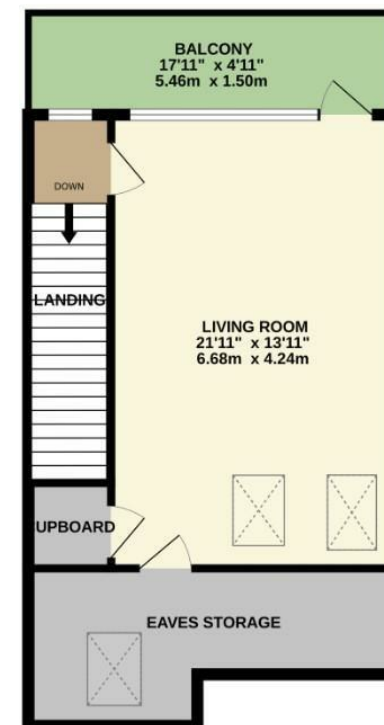 BALCONY
17'11" x 4'11"
5.46m x 1.50m
DOWN
LANDING
LIVING ROOM
21'11" x 13'11"
6.68m x 4.24m
UPBOARD
EAVES STORAGE